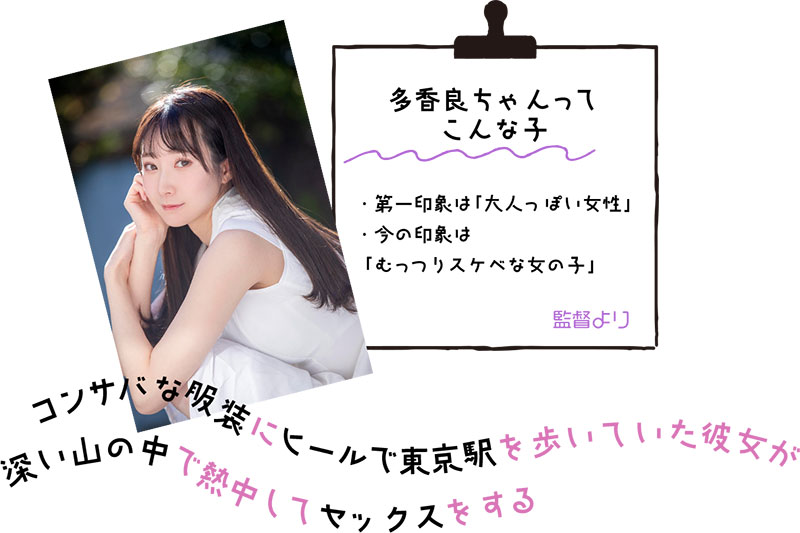 多香良ちゃんって
こんな子
・第一印象は「大人っぽい女性」
・今の印象は
「むっつりスケベな女の子」
監督より
コンサバな服装にヒールで東京駅を歩いていた彼女が
深い山の中で熱中してセックスをする